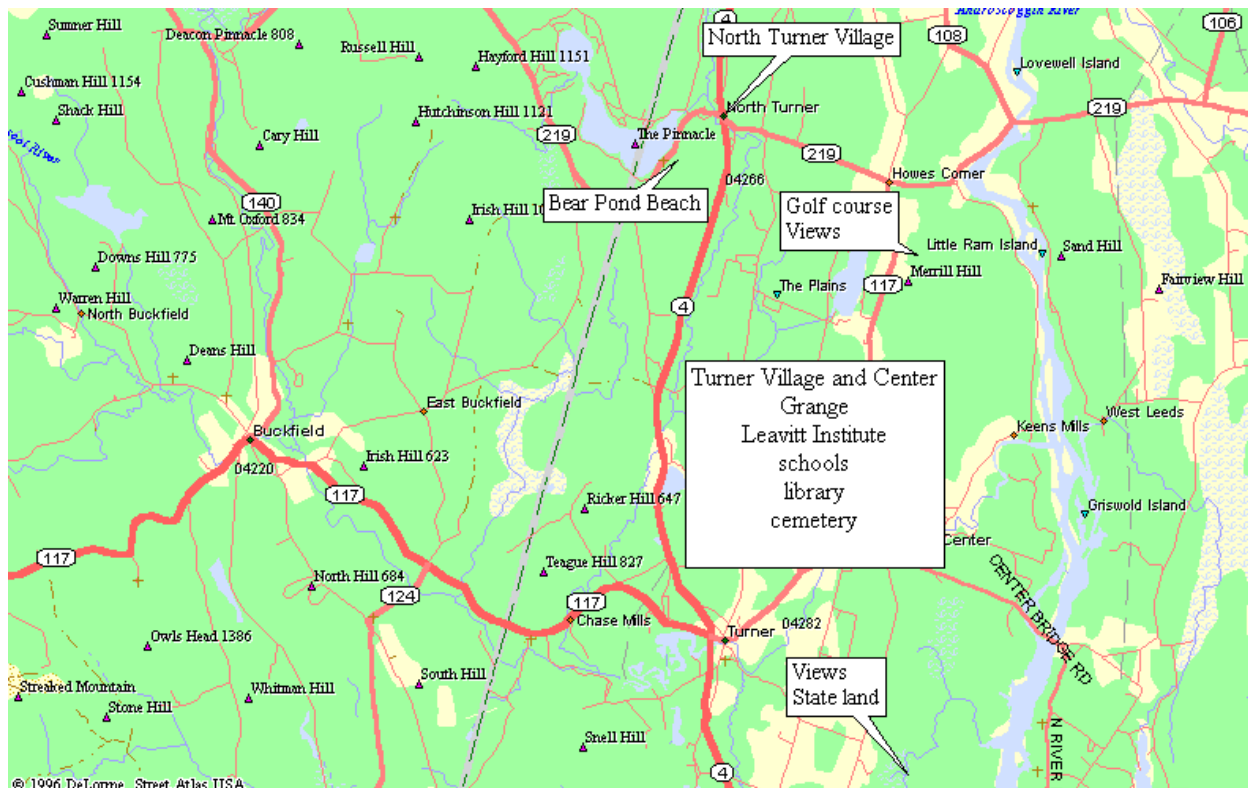 Androscoggin River
Sumner Hill
Deacon Pinnacle 808
Russell Hill
Hayford Hill 1151
4
North Turner Village
108
106
Lovewell Island
Cushman Hill 1154
Shack Hill
Hutchinson Hill 1121
219
North Turner
219
Cary Hill
The Pinnacle
219
River
04266
Howes Corner
140
Mt Oxford 834
Irish Hill
Bear Pond Beach
Golf course
Views
Little Ram Island
Sand Hill
Downs Hill 775
Merrill Hill
117
Fairview Hill
The Plains
Warren Hill
North Buckfield
4
Deans Hill
Turner Village and Center
Grange
Leavitt Institute
schools
library
cemetery
East Buckfield
West Leeds
Keens Mills
Buckfield
04220
Irish Hill 623
117
Ricker Hill 647
Griswold Island
Center
117
Teague Hill 827
North Hill 684
124
117
Chase Mills
CENTER BRIDGE RD
04282
Turner
Owls Head 1386
Views
State land
Streaked Mountain
Stone Hill
Whitman Hill
South Hill
Snell Hill
N RIVER
4
© 1996 DeLorme, Street Atlas USA